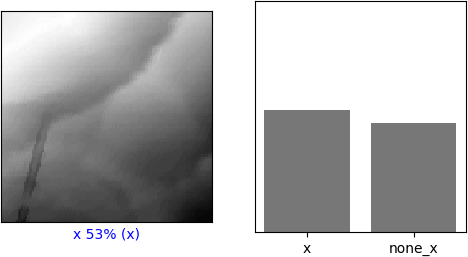 x 53% (x)
x
none_x